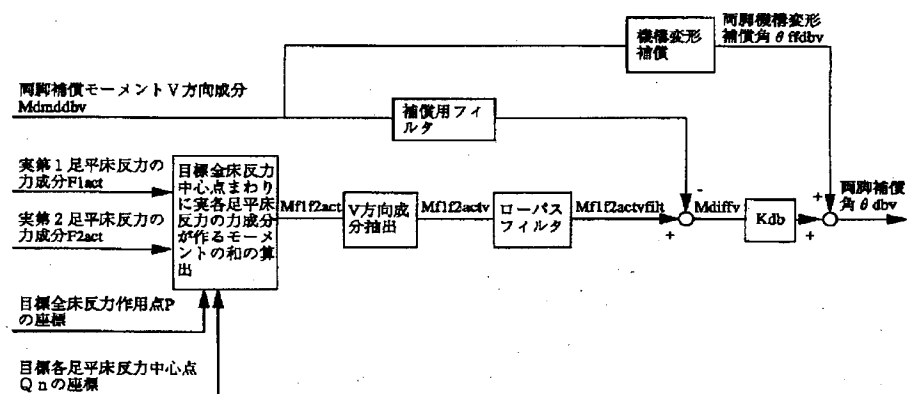 両脚機構変形
補償角θ ffdbv
機構変形
補償
両脚補償モーメントV方向成分
Mdmddbv
補償用フィ
ルタ
実第1足平床反力の
力成分F1act
実第2足平床反力の
力成分F2act
目標全床反力
中心点まわり
に実各足平床
反力の力成分
が作るモーメ
ントの和の算
出
Mf1f2act
V方向成
分抽出
Mf1f2actv
ローパス
フィルタ
Mf1f2actvfilt
-
+
Mdiffv
Kdb
+
+
両脚補償
角θ dbv
目標全床反力作用点P
の座標
目標各足平床反力中心点
Qnの座標